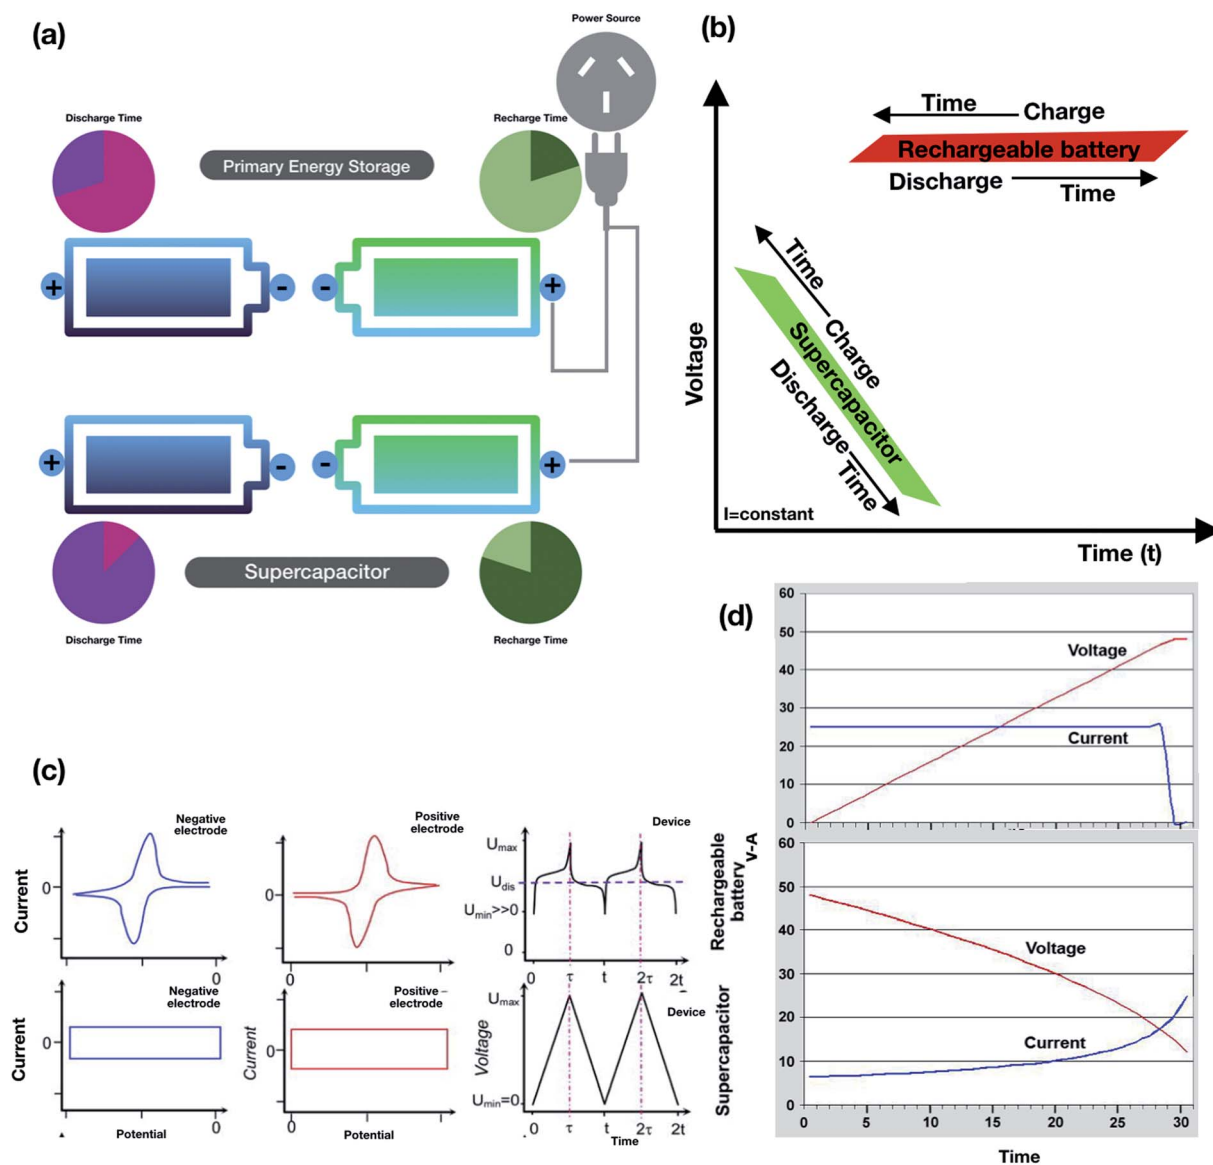 (a)
Power Source
Discharge Time
Recharge Time
Primary Energy Storage
+
-
-
+
+
-
-
+
Supercapacitor
Discharge Time
Recharge Time
(b)
Voltage
Time
Charge
Rechargeable battery
Discharge
Time
Time
Charge
Supercapacitor
Discharge
Time
I=constant
Time (t)
(c)
Current
0
Negative
electrode
0
0
Positive
electrode
0
Device
Umax
Udis
Umin>>0
0
0
τ
t
2τ
2t
Rechargeable
battery
Current
0
Negative
electrode
0
Potential
Current
0
Positive
electrode
0
Potential
Voltage
Umax
Umin=0
Device
0
τ
t
2τ
2t
Time
Supercapacitor
(d)
60
50
40
30
20
10
0
Voltage
Current
V-A
60
50
40
30
20
10
0
Voltage
Current
0
5
10
15
20
25
30
Time